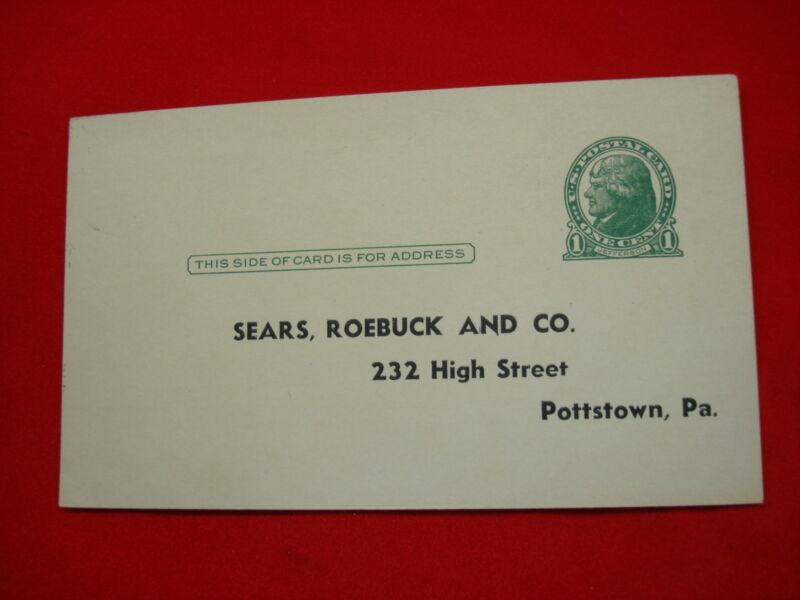 U.S. POSTAL CARD
ONE CENT
1 1
JEFFERSON
THIS SIDE OF CARD IS FOR ADDRESS
SEARS, ROEBUCK AND CO.
232 High Street
Pottstown, Pa.